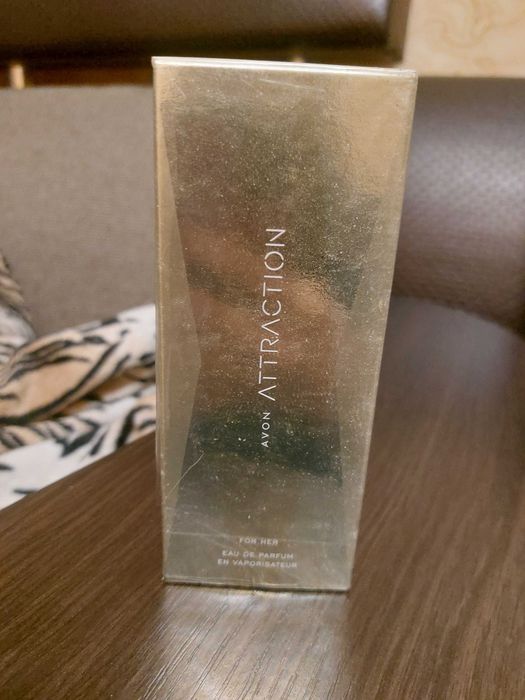 AVON ATTRACTION
FOR HER
EAU DE PARFUM
EN VAPORISATEUR